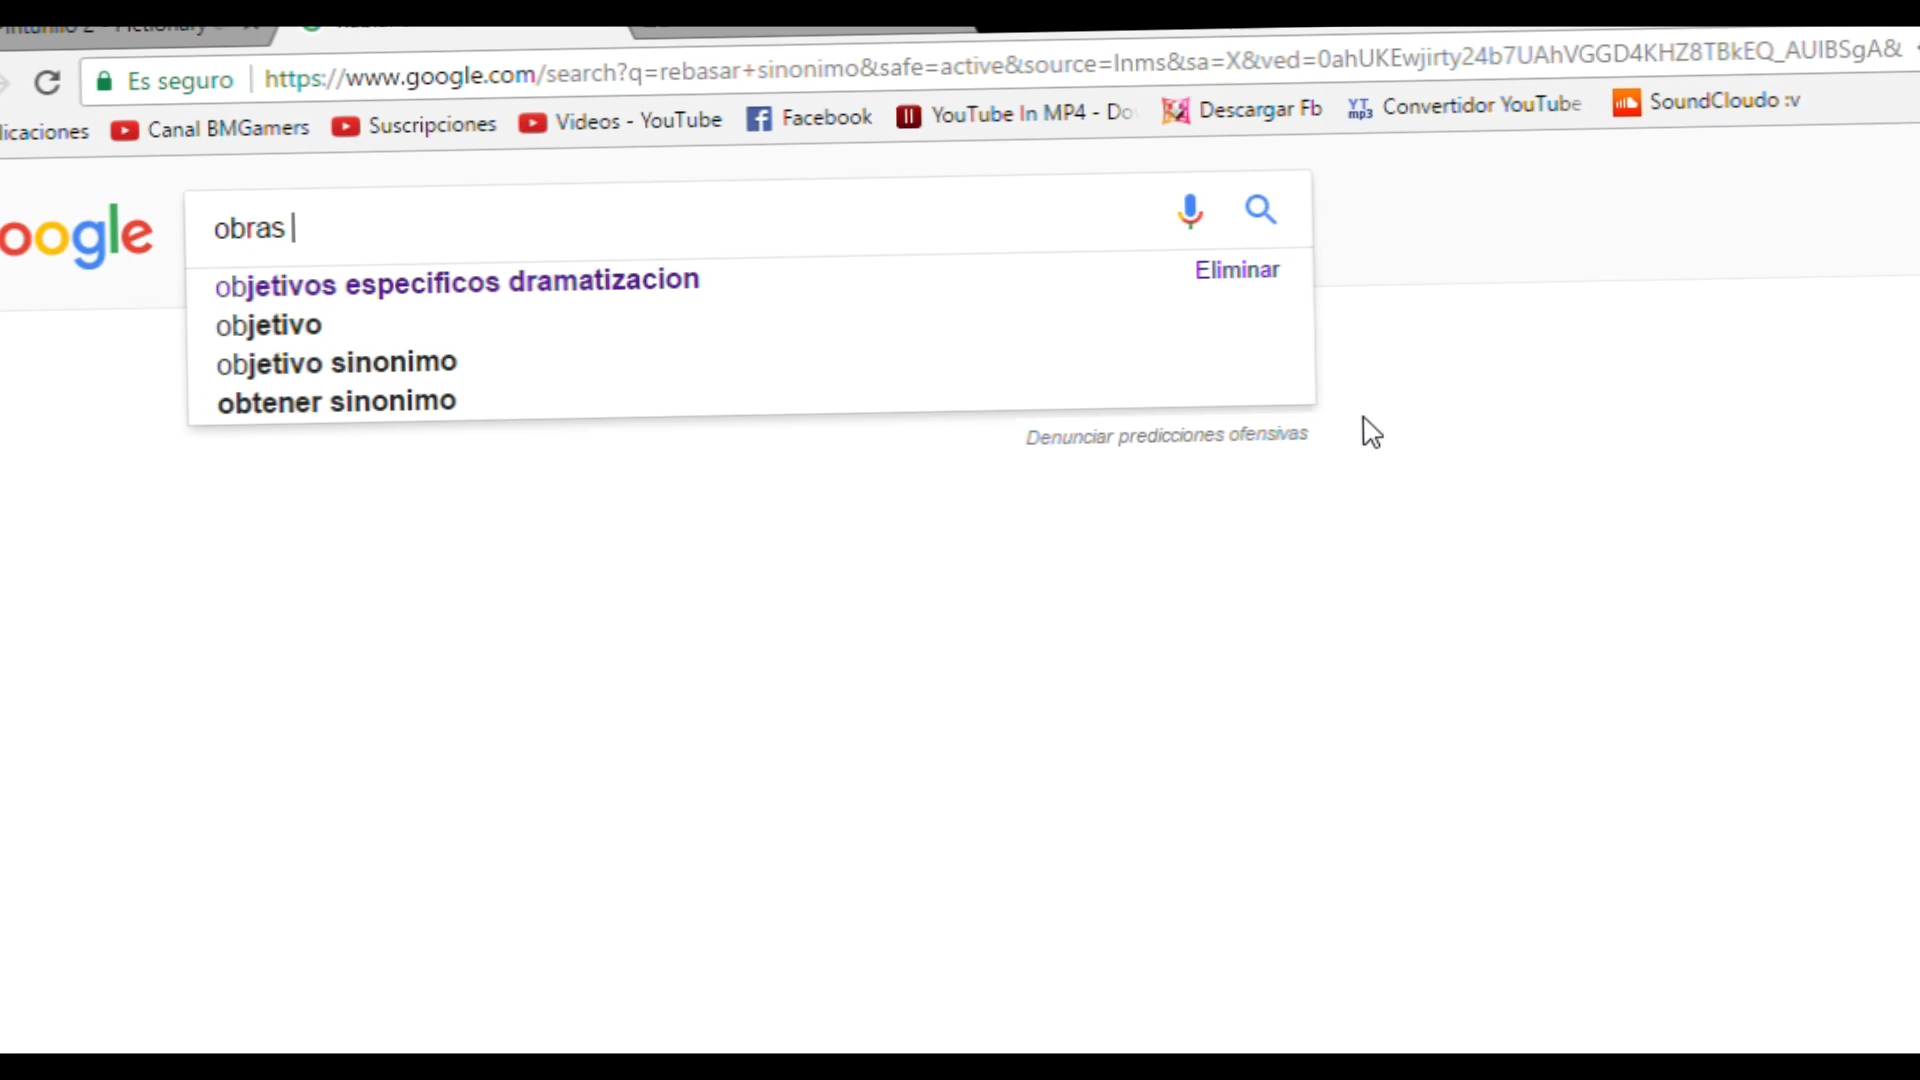 Es seguro https://www.google.com/search?q=rebasar+sinonimo&safe=active&source=lnms&sa=X&ved=0ahUKEwjirty24b7UAhVGGD4KHZ8TBkEQ_AUIBSgA&
licaciones Canal BMGamers Suscripciones Videos - YouTube Facebook YouTube In MP4 - Do Descargar Fb Convertidor YouTube SoundCloudo :v
oogle
obras
objetivos especificos dramatizacion Eliminar
objetivo
objetivo sinonimo
obtener sinonimo
Denunciar predicciones ofensivas